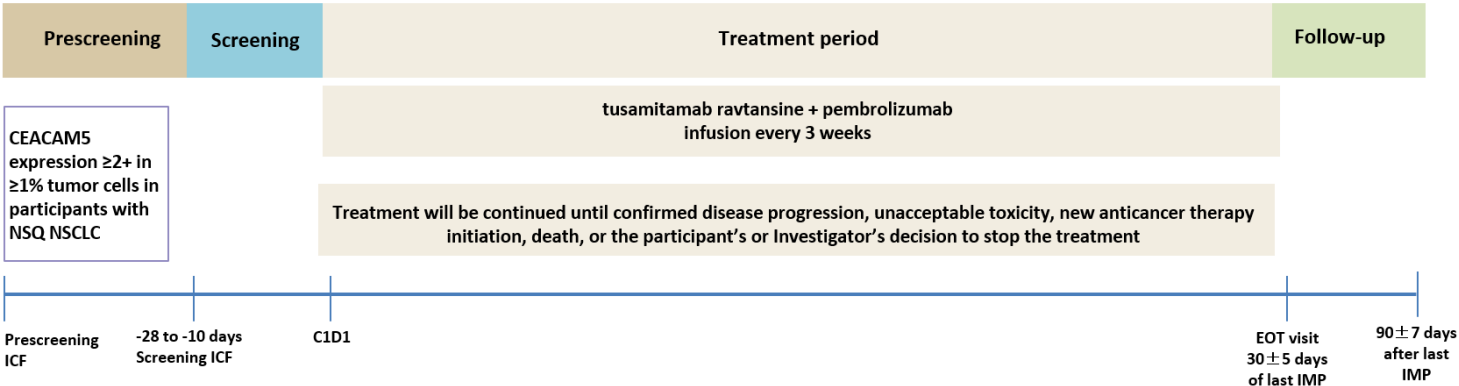 Prescreening
Screening
Treatment period
Follow-up
tusamitamab ravtansine + pembrolizumab
infusion every 3 weeks
CEACAM5
expression ≥2+ in
≥1% tumor cells in
participants with
NSQ NSCLC
Treatment will be continued until confirmed disease progression, unacceptable toxicity, new anticancer therapy
initiation, death, or the participant's or Investigator's decision to stop the treatment
Prescreening
ICF
-28 to -10 days
Screening ICF
C1D1
EOT visit
30±5 days
of last IMP
90±7 days
after last
IMP